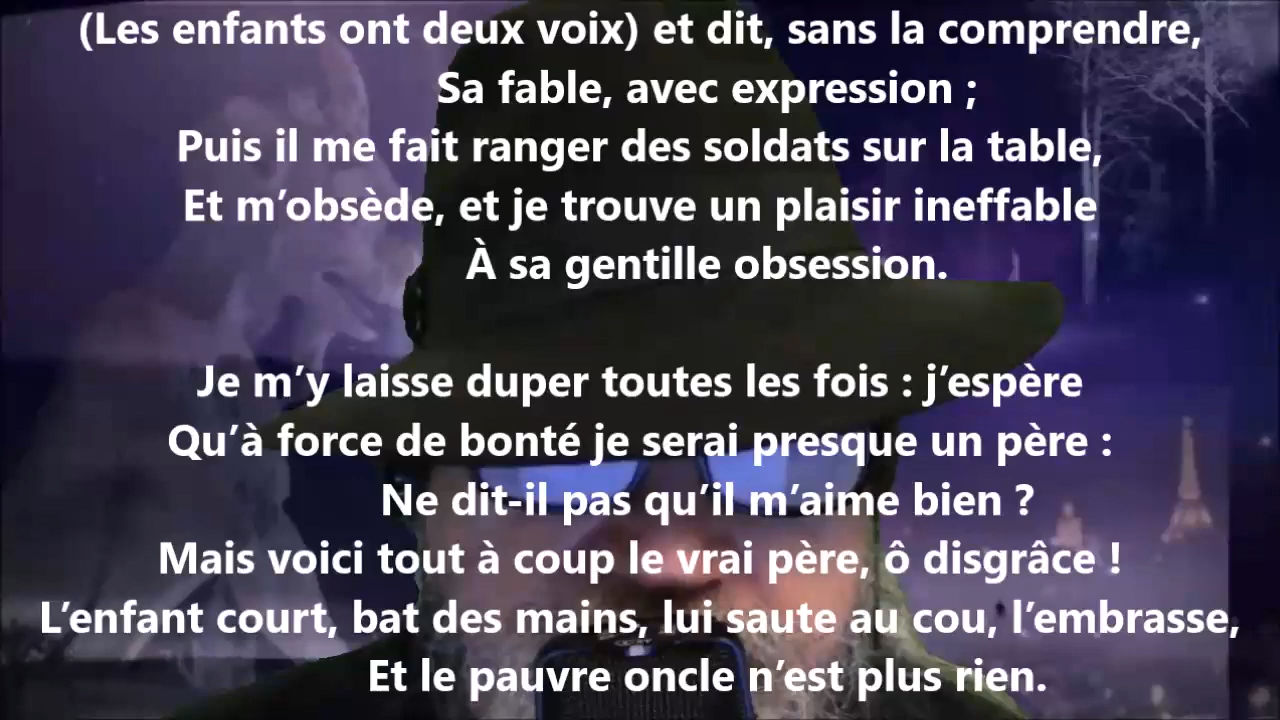 (Les enfants ont deux voix) et dit, sans la comprendre,
Sa fable, avec expression ;
Puis il me fait ranger des soldats sur la table,
Et m’obsède, et je trouve un plaisir ineffable
À sa gentille obsession.
Je m’y laisse duper toutes les fois : j’espère
Qu’à force de bonté je serai presque un père :
Ne dit-il pas qu’il m’aime bien ?
Mais voici tout à coup le vrai père, ô disgrâce !
L’enfant court, bat des mains, lui saute au cou, l’embrasse,
Et le pauvre oncle n’est plus rien.